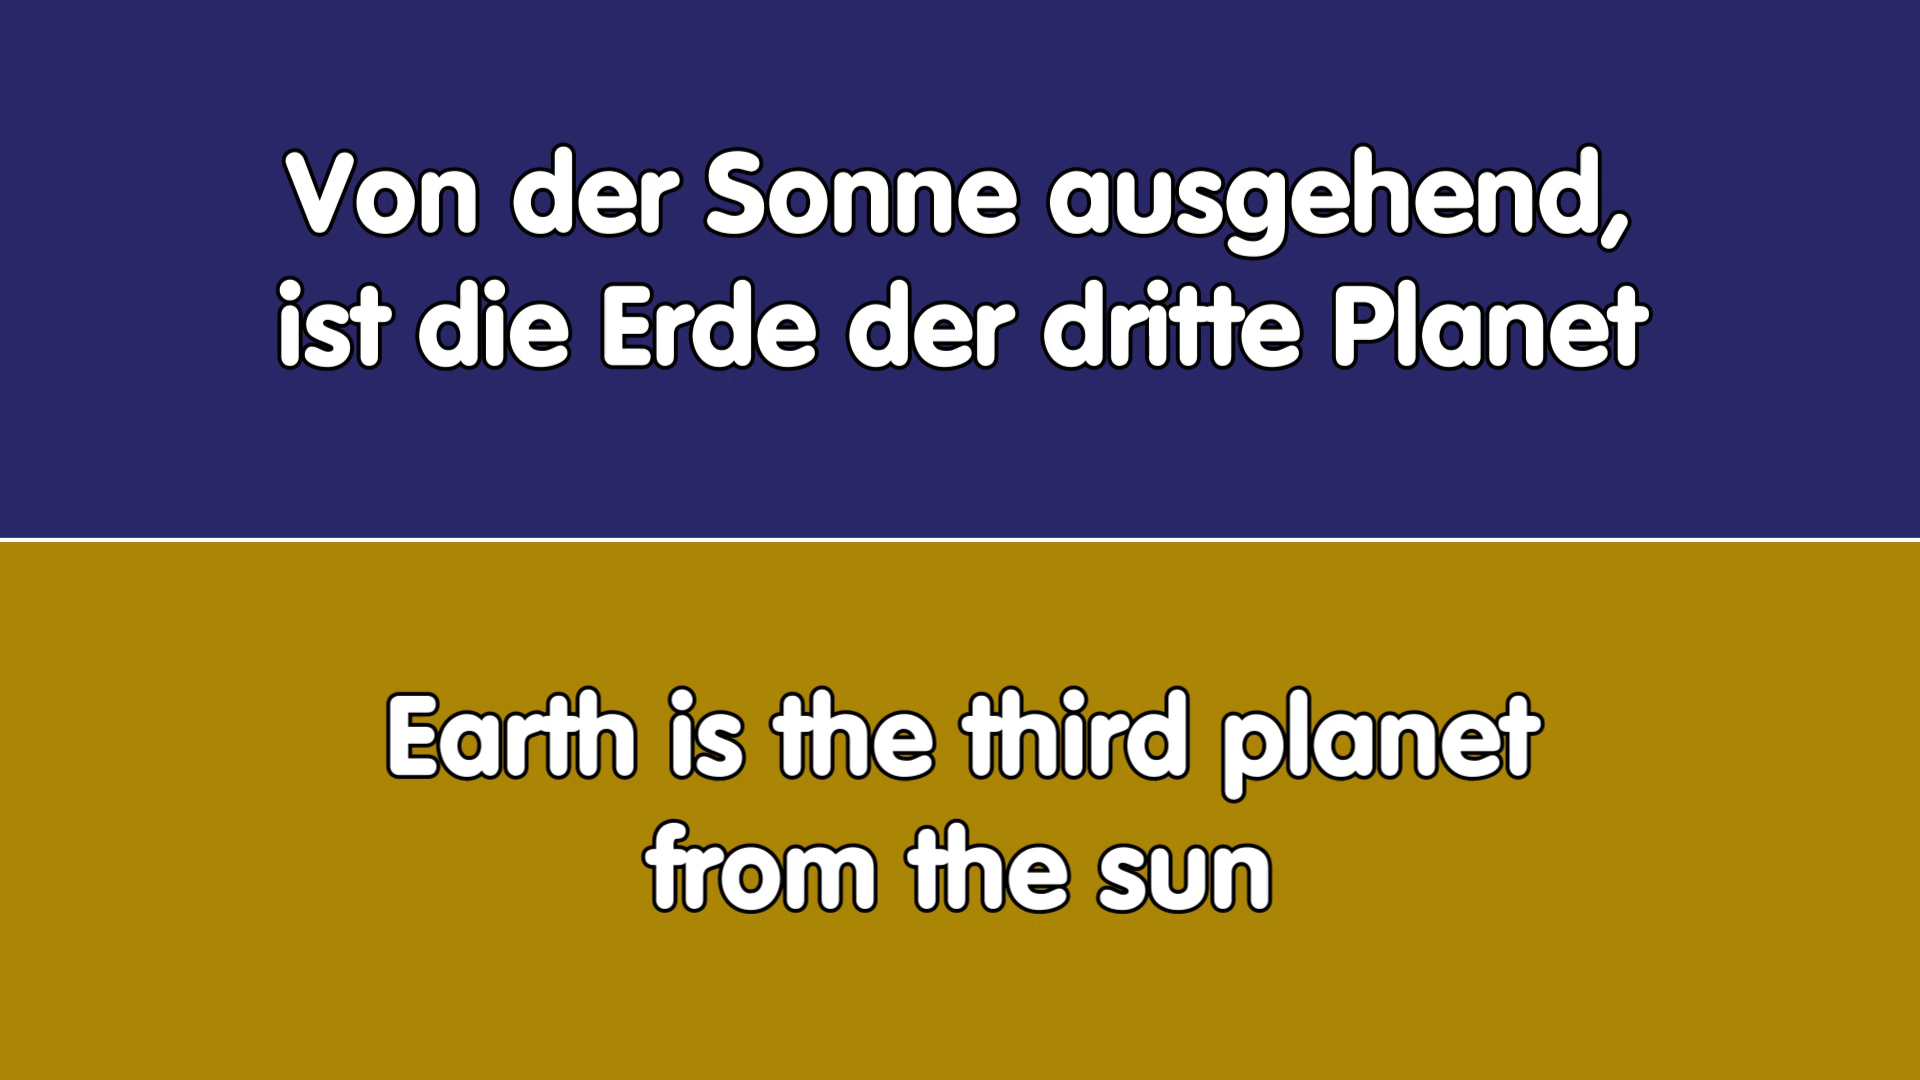 Von der Sonne ausgehend,
ist die Erde der dritte Planet
Earth is the third planet
from the sun